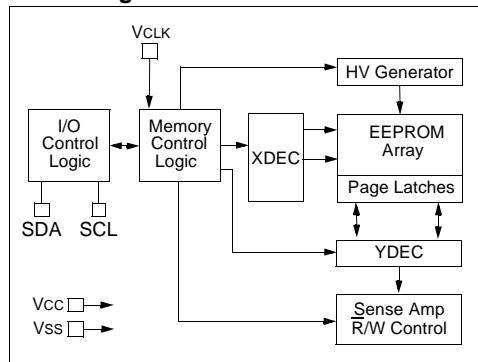 VCLK
HV Generator
I/O
Control
Logic
Memory
Control
Logic
XDEC
EEPROM
Array
Page Latches
SDA
SCL
YDEC
VCC
VSS
Sense Amp
R̅/W Control